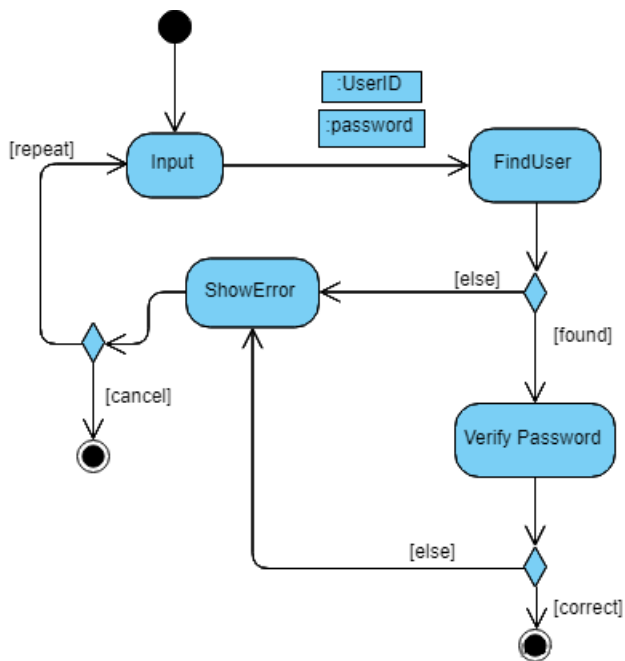 :UserID
:password
[repeat]
Input
FindUser
[else]
ShowError
[found]
[cancel]
Verify Password
[else]
[correct]